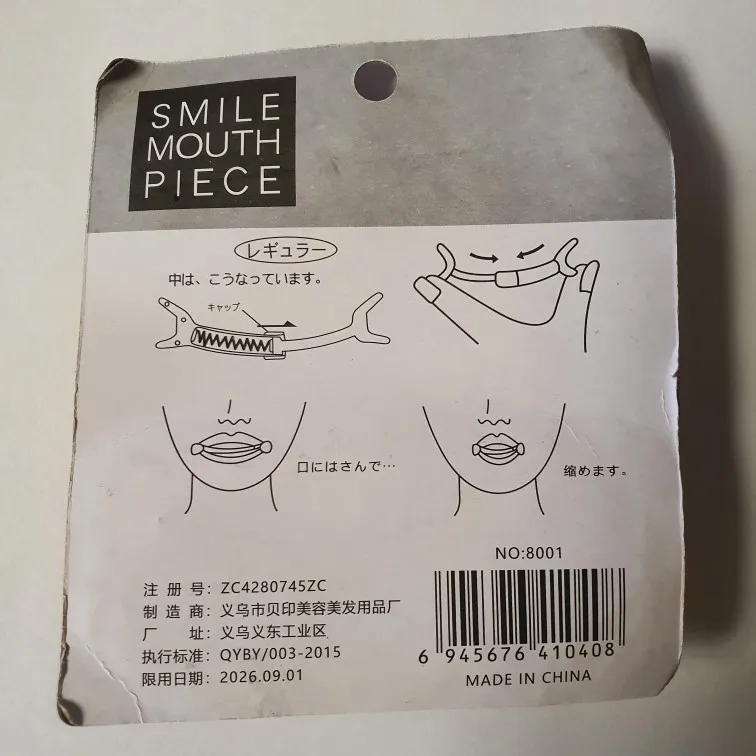 SMILE
MOUTH
PIECE
レギュラー
中は、こうなっています。
キャップ
口にはさんで…
縮めます。
NO:8001
注 册 号：ZC4280745ZC
制 造 商：义乌市贝印美容美发用品厂
厂 址：义乌义东工业区
执行标准：QYBY/003-2015
限用日期：2026.09.01
6 945676 410408
MADE IN CHINA